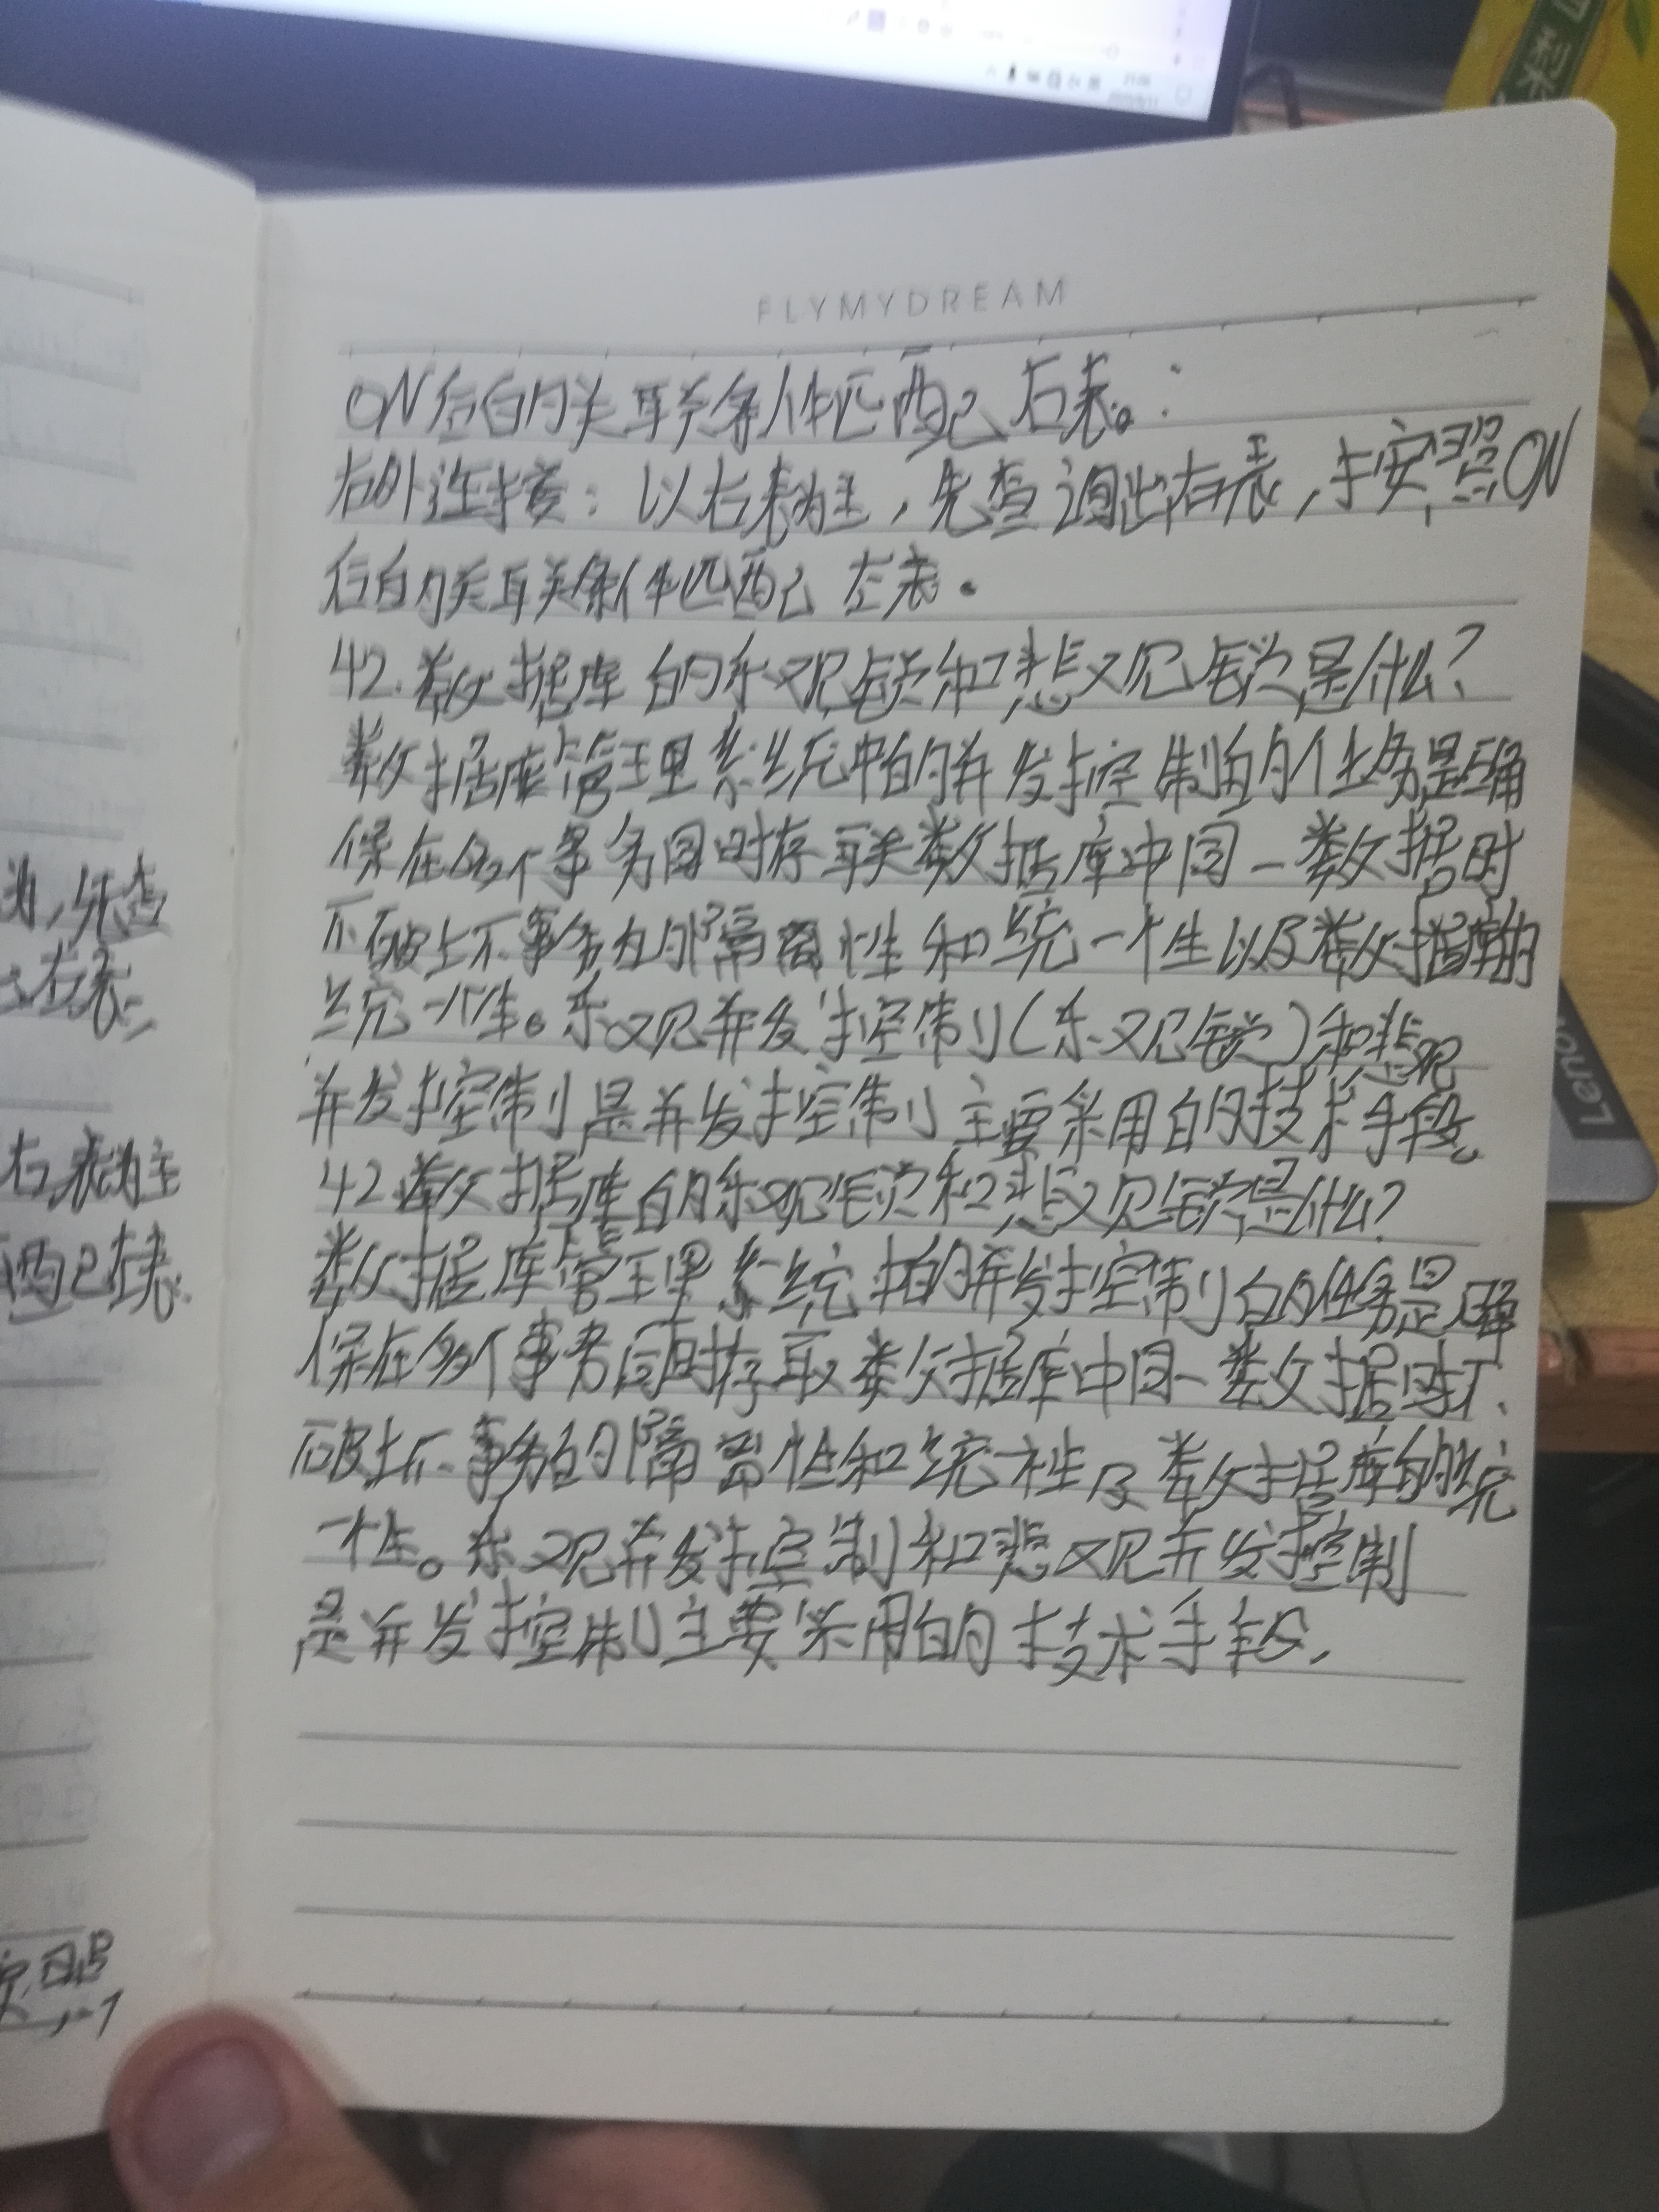 FLYMYDREAM
ON后的关联条件匹配右表。:
右外连接:以右表为主,先查询出右表,按照ON
后的关联条件匹配左表。
42.数据库的乐观锁和悲观锁是什么?
数据库管理系统中的并发控制的任务是确
保在多个事务同时存取数据库中同一数据时
不破坏事务的隔离性和统一性以及数据库的
统一性。乐观并发控制(乐观锁)和悲观
并发控制是并发控制主要采用的技术手段。
42.数据库的乐观锁和悲观锁是什么?
数据库管理系统中的并发控制的任务是确
保在多个事务同时存取数据库中同一数据时不
破坏事务的隔离性和统一性及数据库的统
一性。乐观并发控制和悲观并发控制
是并发控制主要采用的技术手段,
右表
右表为主
配左表.
Lenovo